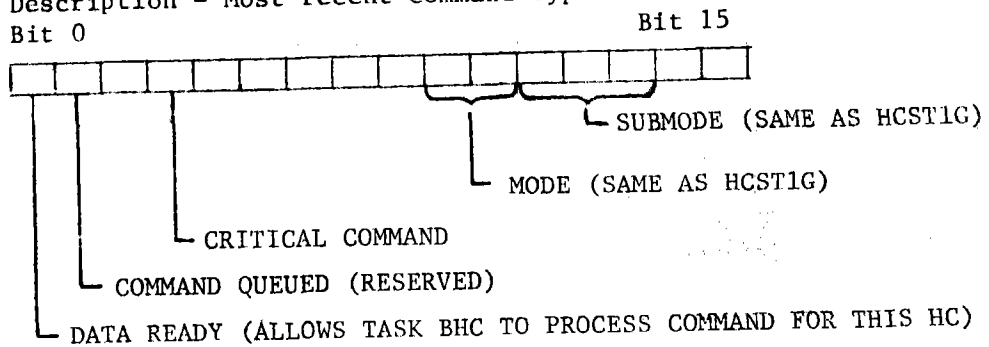 Description - Most recent command typ
Bit 0
Bit 15
SUBMODE (SAME AS HCST1G)
MODE (SAME AS HCST1G)
CRITICAL COMMAND
COMMAND QUEUED (RESERVED)
DATA READY (ALLOWS TASK BHC TO PROCESS COMMAND FOR THIS HC)